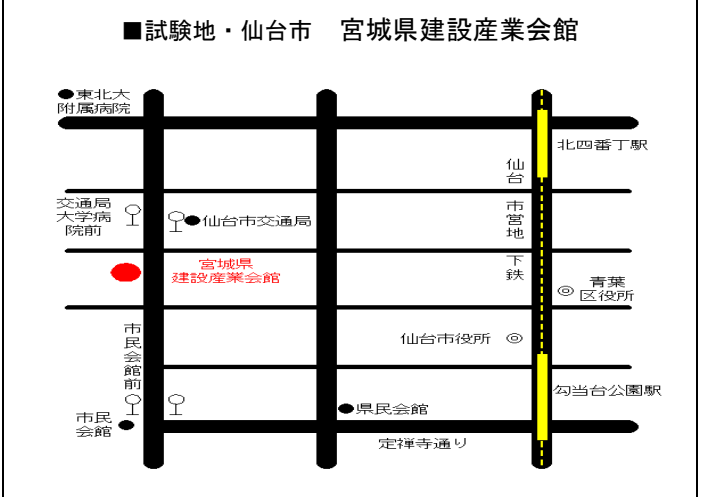 ■試験地・仙台市　宮城県建設産業会館
●東北大
附属病院
北四番丁駅
仙台
市営地
下鉄
交通局
大学病
院前
●仙台市交通局
宮城県
建設産業会館
青葉
◎区役所
仙台市役所 ◎
市民会館前
勾当台公園駅
●県民会館
市民
会館●
定禅寺通り